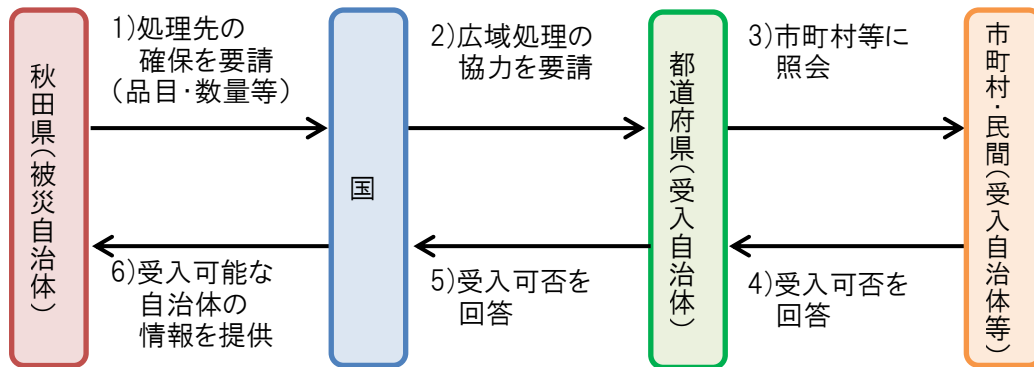 秋田県(被災自治体)
1)処理先の
確保を要請
(品目・数量等)
国
2)広域処理の
協力を要請
都道府県(受入自治体)
3)市町村等に
照会
市町村・民間(受入自治体等)
4)受入可否を
回答
5)受入可否を
回答
6)受入可能な
自治体の
情報を提供